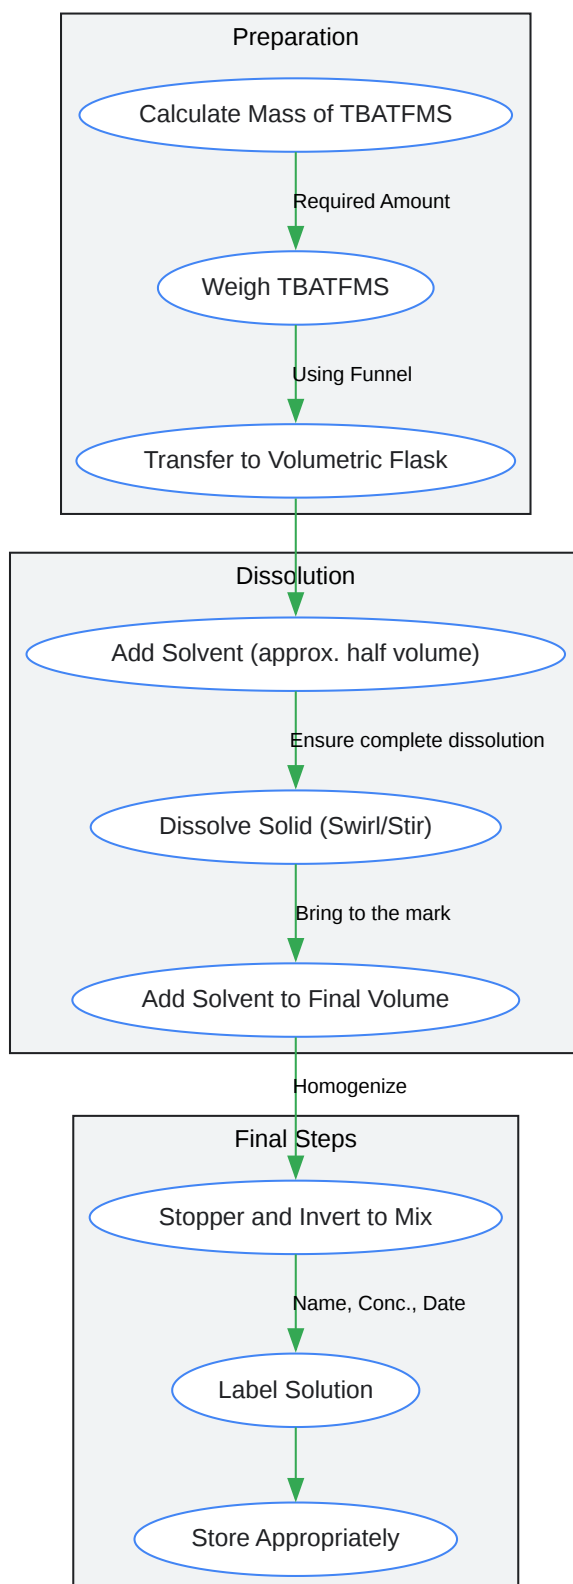 Preparation
Calculate Mass of TBATFMS
Required Amount
Weigh TBATFMS
Using Funnel
Transfer to Volumetric Flask
Dissolution
Add Solvent (approx. half volume)
Ensure complete dissolution
Dissolve Solid (Swirl/Stir)
Bring to the mark
Add Solvent to Final Volume
Homogenize
Final Steps
Stopper and Invert to Mix
Name, Conc., Date
Label Solution
Store Appropriately